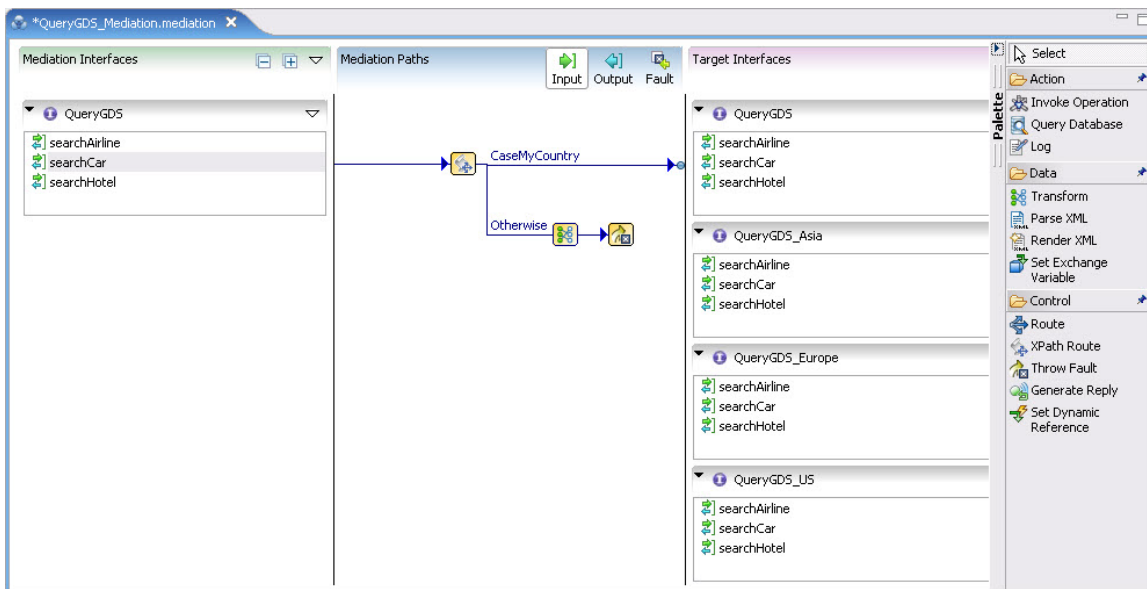 *QueryGDS_Mediation.mediation
Mediation Interfaces
QueryGDS
searchAirline
searchCar
searchHotel
Mediation Paths
Input Output Fault
CaseMyCountry
Otherwise
Target Interfaces
QueryGDS
searchAirline
searchCar
searchHotel
QueryGDS_Asia
searchAirline
searchCar
searchHotel
QueryGDS_Europe
searchAirline
searchCar
searchHotel
QueryGDS_US
searchAirline
searchCar
searchHotel
Palette
Select
Action
Invoke Operation
Query Database
Log
Data
Transform
Parse XML
Render XML
Set Exchange
Variable
Control
Route
XPath Route
Throw Fault
Generate Reply
Set Dynamic
Reference